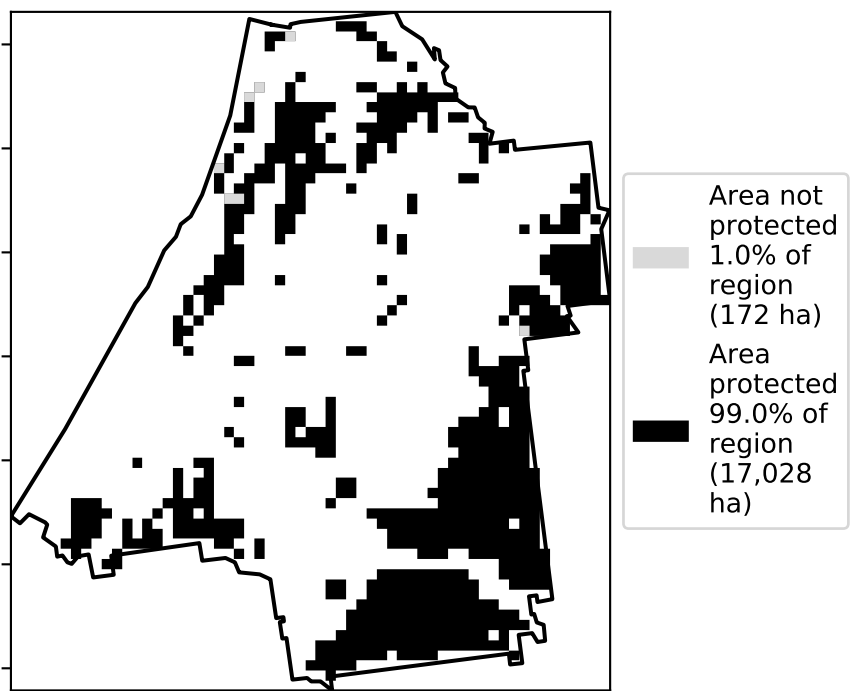 Area not
protected
1.0% of
region
(172 ha)
Area
protected
99.0% of
region
(17,028
ha)